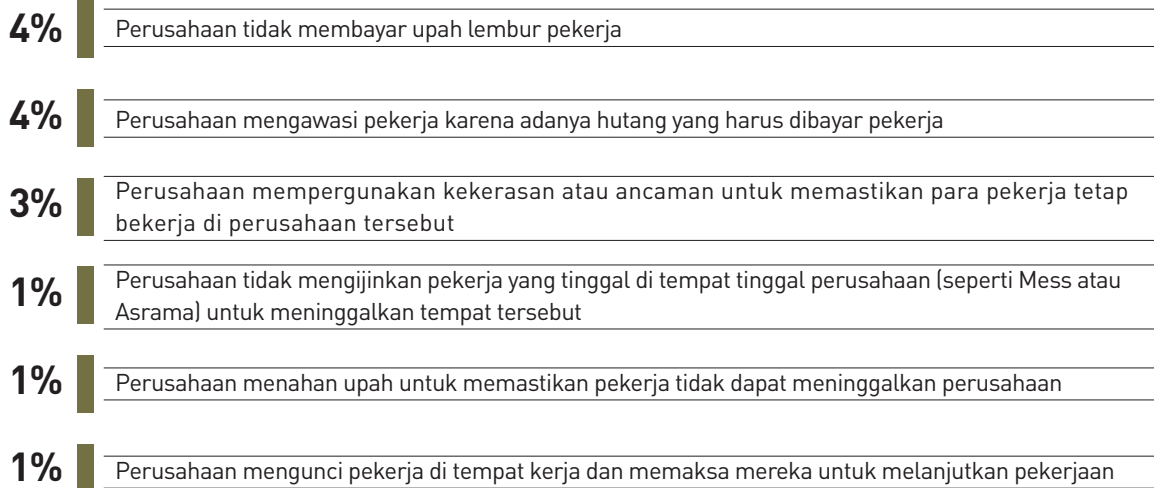 4%
Perusahaan tidak membayar upah lembur pekerja
4%
Perusahaan mengawasi pekerja karena adanya hutang yang harus dibayar pekerja
3%
Perusahaan mempergunakan kekerasan atau ancaman untuk memastikan para pekerja tetap
bekerja di perusahaan tersebut
1%
Perusahaan tidak mengijinkan pekerja yang tinggal di tempat tinggal perusahaan (seperti Mess atau
Asrama) untuk meninggalkan tempat tersebut
1%
Perusahaan menahan upah untuk memastikan pekerja tidak dapat meninggalkan perusahaan
1%
Perusahaan mengunci pekerja di tempat kerja dan memaksa mereka untuk melanjutkan pekerjaan